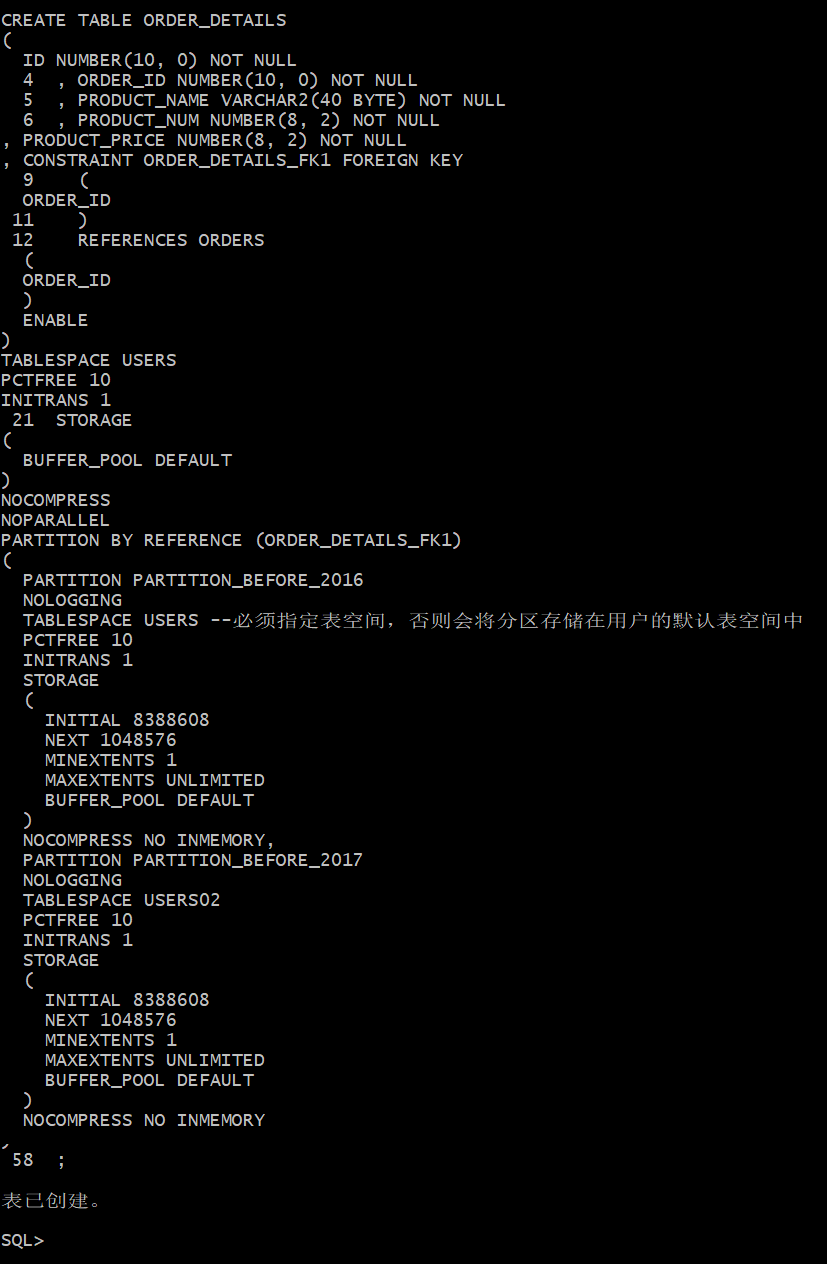 CREATE TABLE ORDER_DETAILS
(
  ID NUMBER(10, 0) NOT NULL
  4  , ORDER_ID NUMBER(10, 0) NOT NULL
  5  , PRODUCT_NAME VARCHAR2(40 BYTE) NOT NULL
  6  , PRODUCT_NUM NUMBER(8, 2) NOT NULL
, PRODUCT_PRICE NUMBER(8, 2) NOT NULL
, CONSTRAINT ORDER_DETAILS_FK1 FOREIGN KEY
  9    (
  ORDER_ID
 11    )
 12    REFERENCES ORDERS
  (
  ORDER_ID
  )
  ENABLE
)
TABLESPACE USERS
PCTFREE 10
INITRANS 1
 21  STORAGE
(
  BUFFER_POOL DEFAULT
)
NOCOMPRESS
NOPARALLEL
PARTITION BY REFERENCE (ORDER_DETAILS_FK1)
(
  PARTITION PARTITION_BEFORE_2016
  NOLOGGING
  TABLESPACE USERS --必须指定表空间，否则会将分区存储在用户的默认表空间中
  PCTFREE 10
  INITRANS 1
  STORAGE
  (
    INITIAL 8388608
    NEXT 1048576
    MINEXTENTS 1
    MAXEXTENTS UNLIMITED
    BUFFER_POOL DEFAULT
  )
  NOCOMPRESS NO INMEMORY,
  PARTITION PARTITION_BEFORE_2017
  NOLOGGING
  TABLESPACE USERS02
  PCTFREE 10
  INITRANS 1
  STORAGE
  (
    INITIAL 8388608
    NEXT 1048576
    MINEXTENTS 1
    MAXEXTENTS UNLIMITED
    BUFFER_POOL DEFAULT
  )
  NOCOMPRESS NO INMEMORY
)
 58  ;
表已创建。
SQL>